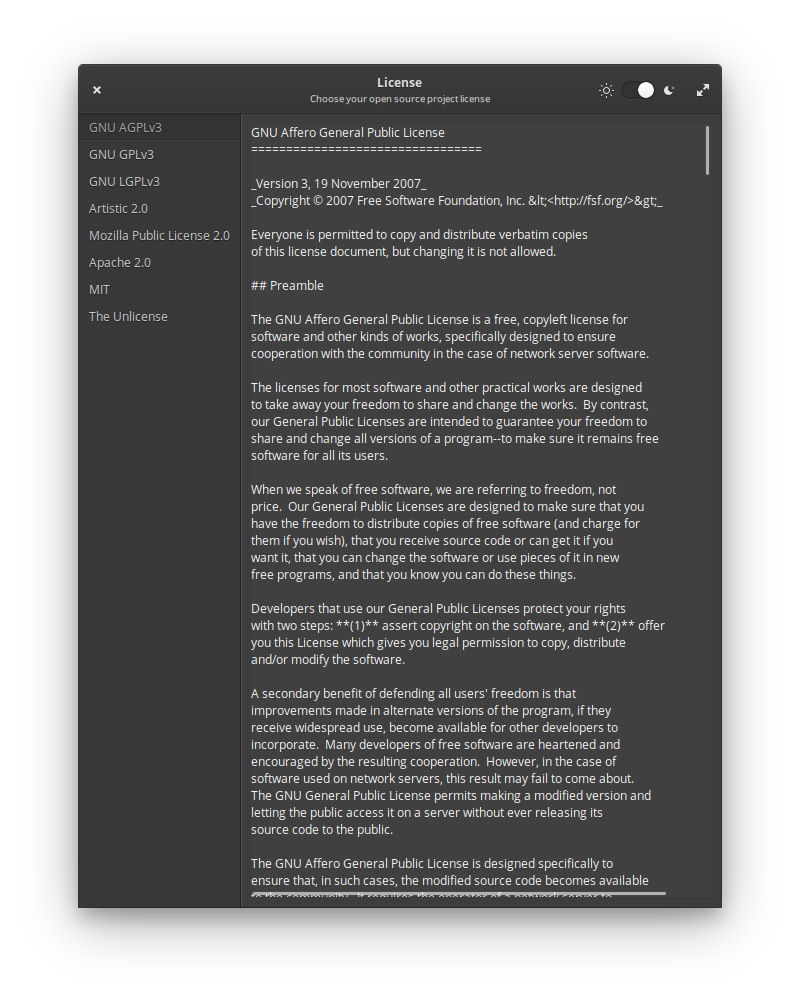 License
Choose your open source project license
GNU AGPLv3
GNU GPLv3
GNU LGPLv3
Artistic 2.0
Mozilla Public License 2.0
Apache 2.0
MIT
The Unlicense
GNU Affero General Public License
=================================
_Version 3, 19 November 2007_
_Copyright © 2007 Free Software Foundation, Inc. &lt;<http://fsf.org/>&gt;_
Everyone is permitted to copy and distribute verbatim copies
of this license document, but changing it is not allowed.
## Preamble
The GNU Affero General Public License is a free, copyleft license for
software and other kinds of works, specifically designed to ensure
cooperation with the community in the case of network server software.
The licenses for most software and other practical works are designed
to take away your freedom to share and change the works.  By contrast,
our General Public Licenses are intended to guarantee your freedom to
share and change all versions of a program--to make sure it remains free
software for all its users.
When we speak of free software, we are referring to freedom, not
price.  Our General Public Licenses are designed to make sure that you
have the freedom to distribute copies of free software (and charge for
them if you wish), that you receive source code or can get it if you
want it, that you can change the software or use pieces of it in new
free programs, and that you know you can do these things.
Developers that use our General Public Licenses protect your rights
with two steps: **(1)** assert copyright on the software, and **(2)** offer
you this License which gives you legal permission to copy, distribute
and/or modify the software.
A secondary benefit of defending all users' freedom is that
improvements made in alternate versions of the program, if they
receive widespread use, become available for other developers to
incorporate.  Many developers of free software are heartened and
encouraged by the resulting cooperation.  However, in the case of
software used on network servers, this result may fail to come about.
The GNU General Public License permits making a modified version and
letting the public access it on a server without ever releasing its
source code to the public.
The GNU Affero General Public License is designed specifically to
ensure that, in such cases, the modified source code becomes available
to the community.  It requires the operator of a network server to